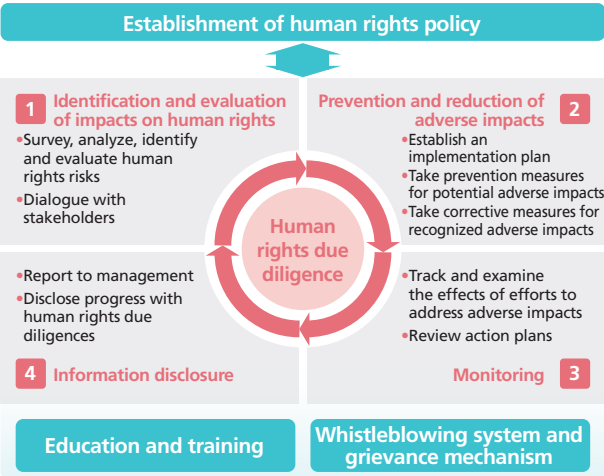 Establishment of human rights policy
1 Identification and evaluation
of impacts on human rights
•Survey, analyze, identify
and evaluate human
rights risks
•Dialogue with
stakeholders
Prevention and reduction of
adverse impacts 2
•Establish an
implementation plan
•Take prevention measures
for potential adverse impacts
•Take corrective measures for
recognized adverse impacts
Human
rights due
diligence
•Track and examine
the effects of efforts to
address adverse impacts
•Review action plans
Monitoring 3
•Report to management
•Disclose progress with
human rights due
diligences
4 Information disclosure
Education and training
Whistleblowing system and
grievance mechanism